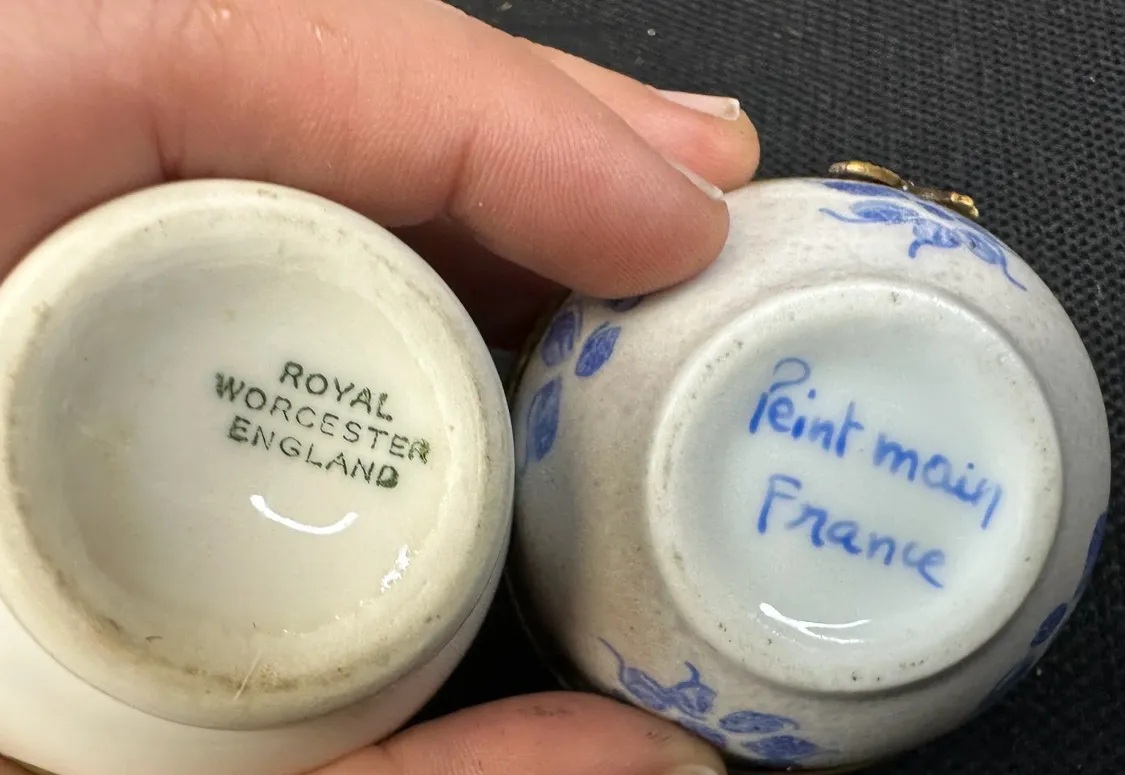 ROYAL
WORCESTER
ENGLAND
Peint main
France